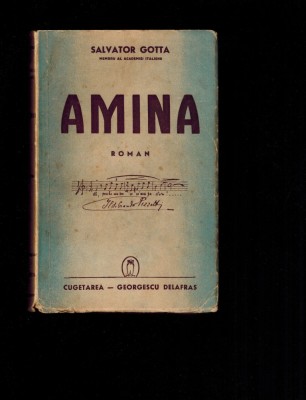 SALVATOR GOTTA
MEMBRU AL ACADEMIEI ITALIENE
AMINA
ROMAN
CUGETAREA — GEORGESCU DELAFRAS